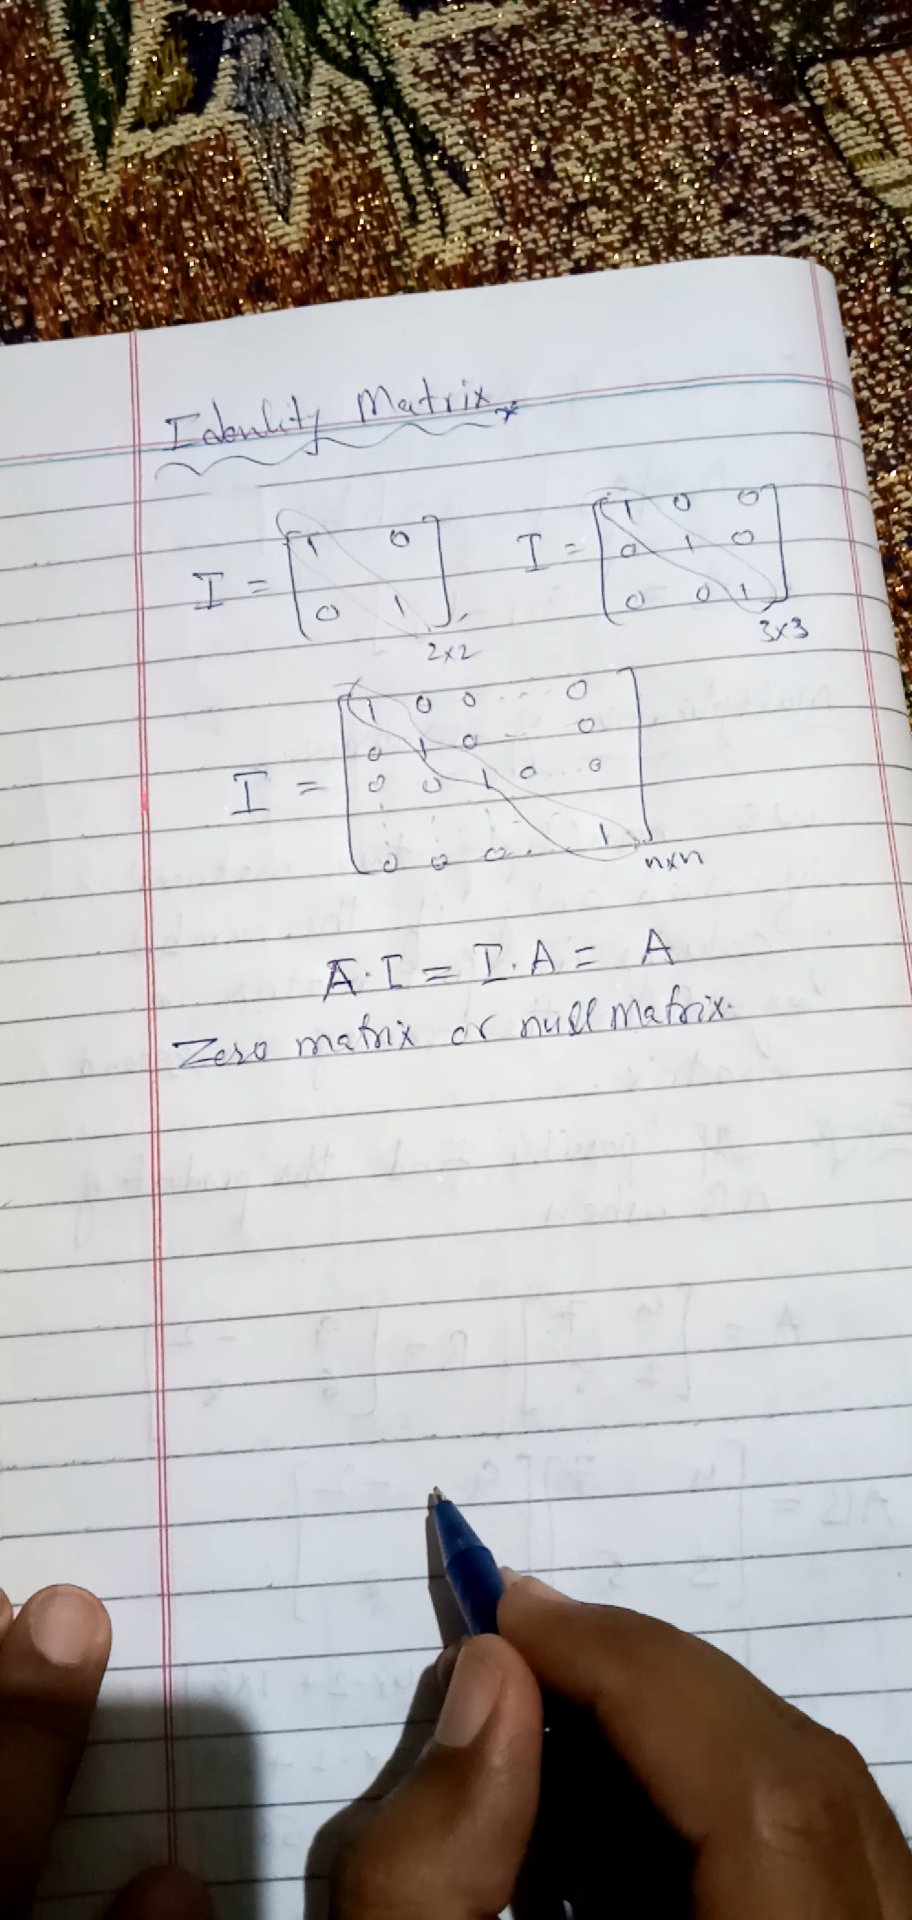 Identity Matrix
I = [1 0
0 1] 2x2
I = [1 0 0
0 1 0
0 0 1] 3x3
I = [1 0 0 ... 0
0 1 0 ... 0
0 0 1 0 ... 0
. . . .
0 0 0 ... 1] nxn
A.I = I.A = A
Zero matrix or null Matrix.